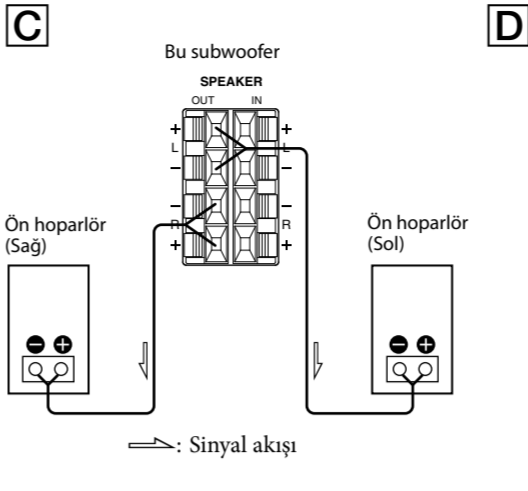 C
D
Bu subwoofer
SPEAKER
OUT IN
+ +
L L
- -
- -
R R
+ +
Ön hoparlör
(Sağ)
Ön hoparlör
(Sol)
- +
- +
: Sinyal akışı